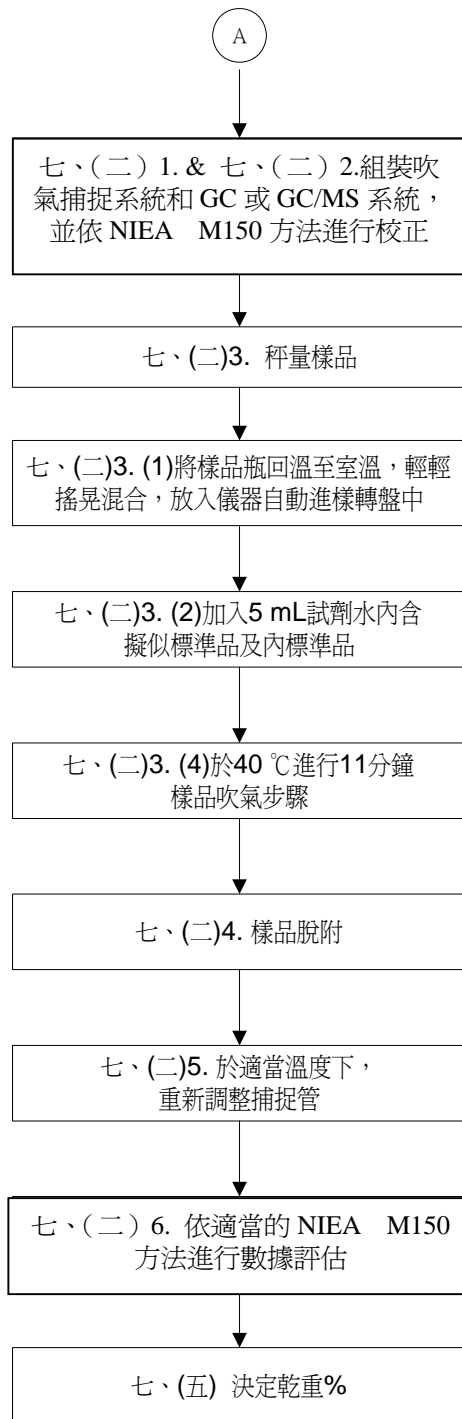 A
七、（二）1. & 七、（二）2.組裝吹
氣捕捉系統和 GC 或 GC/MS 系統，
並依 NIEA M150 方法進行校正
七、(二)3. 秤量樣品
七、(二)3. (1)將樣品瓶回溫至室溫，輕輕
搖晃混合，放入儀器自動進樣轉盤中
七、(二)3. (2)加入5 mL試劑水內含
擬似標準品及內標準品
七、(二)3. (4)於40 ℃進行11分鐘
樣品吹氣步驟
七、(二)4. 樣品脫附
七、(二)5. 於適當溫度下，
重新調整捕捉管
七、（二）6. 依適當的 NIEA M150
方法進行數據評估
七、(五) 決定乾重%